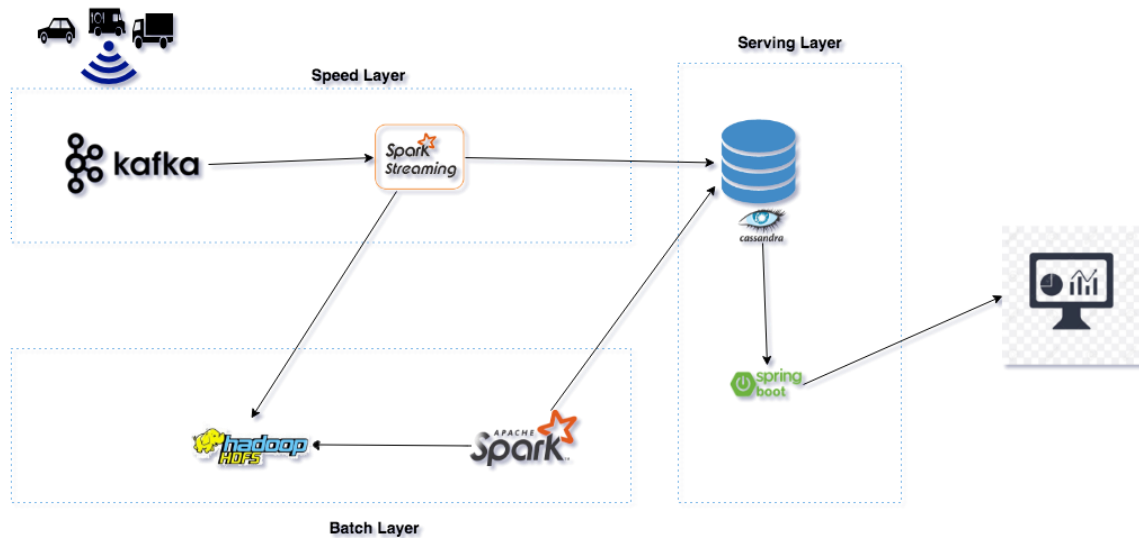 Serving Layer
Speed Layer
kafka
Spark
Streaming
cassandra
spring
boot
hadoop
HDFS
APACHE
Spark
Batch Layer